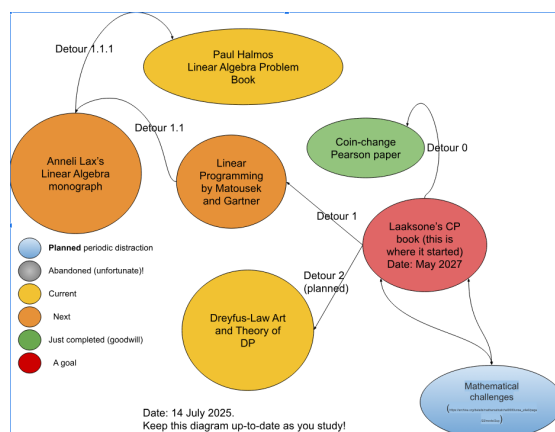 Detour 1.1.1
Paul Halmos
Linear Algebra Problem
Book
Detour 1.1
Anneli Lax's
Linear Algebra
monograph
Linear
Programming
by Matousek
and Gartner
Coin-change
Pearson paper
Detour 0
Detour 1
Laaksone's CP
book (this is
where it started)
Date: May 2027
Detour 2
(planned)
Dreyfus-Law Art
and Theory of
DP
Planned periodic distraction
Abandoned (unfortunate)!
Current
Next
Just completed (goodwill)
A goal
Mathematical
challenges
Date: 14 July 2025.
Keep this diagram up-to-date as you study!